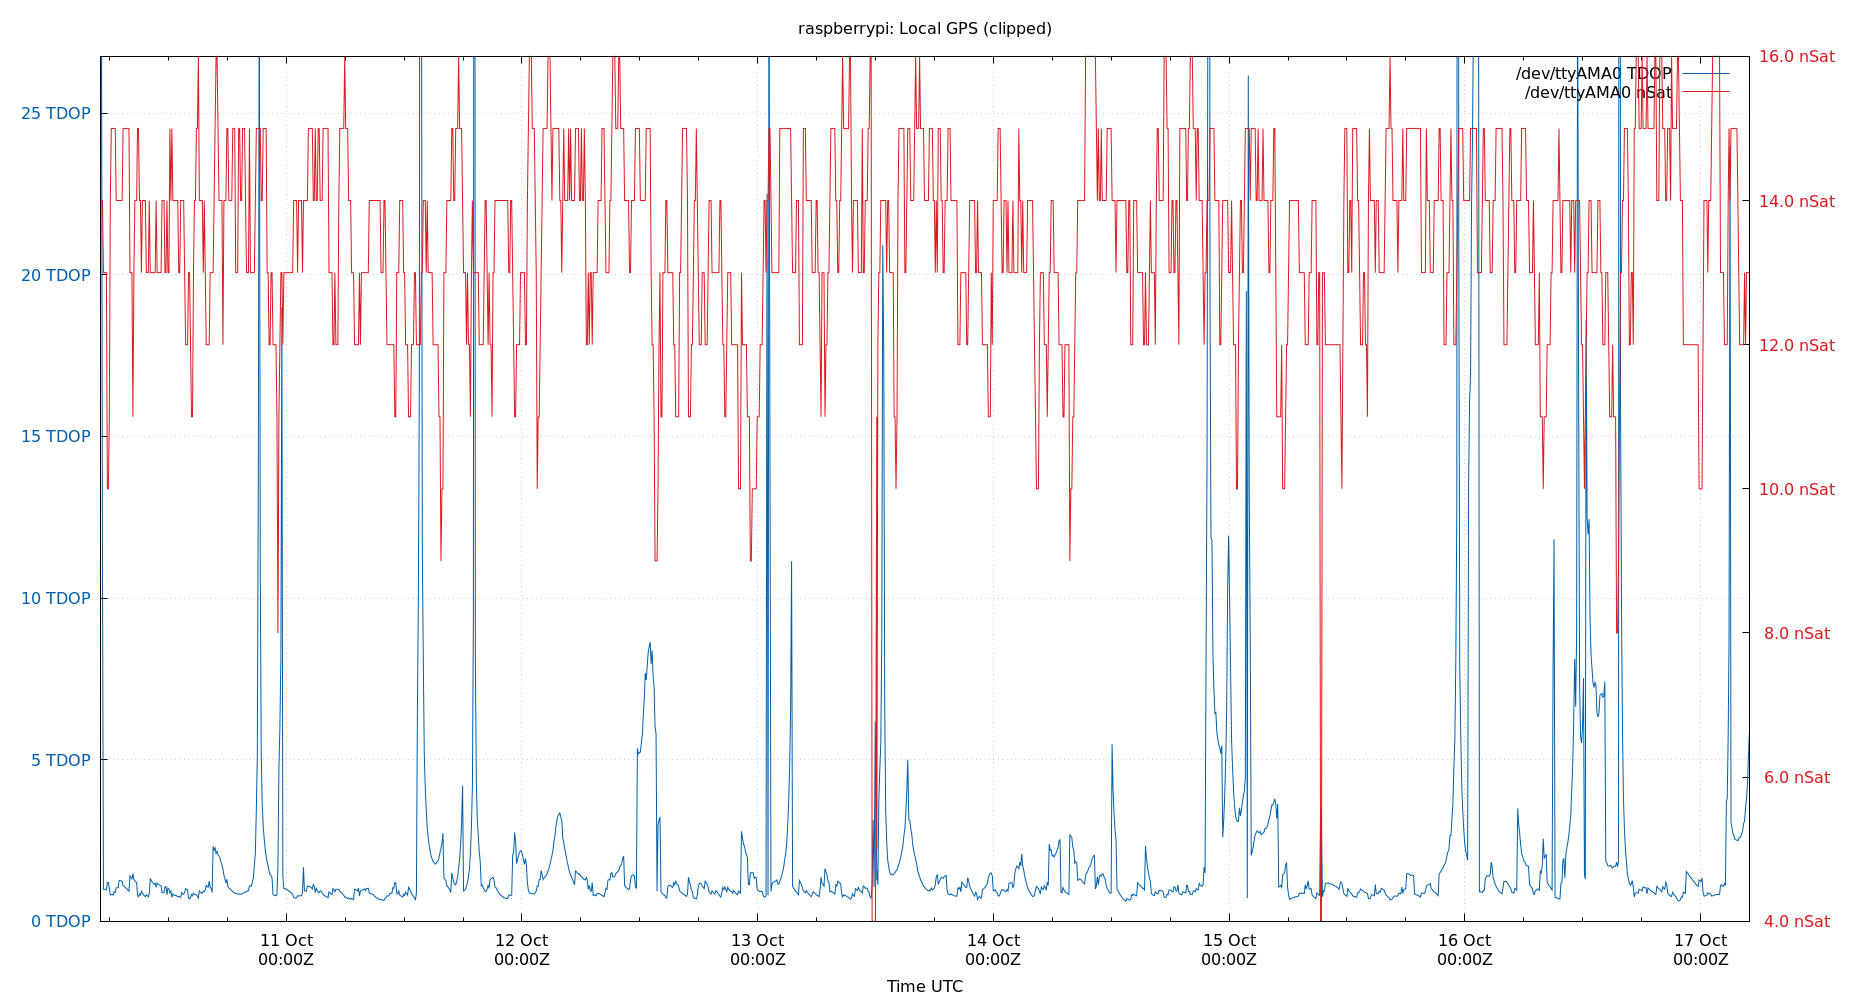 raspberrypi: Local GPS (clipped)
16.0 nSat
/dev/ttyAMA0 TDOP
/dev/ttyAMA0 nSat
25 TDOP
14.0 nSat
20 TDOP
12.0 nSat
15 TDOP
10.0 nSat
10 TDOP
8.0 nSat
5 TDOP
6.0 nSat
0 TDOP
4.0 nSat
11 Oct 12 Oct 13 Oct 14 Oct 15 Oct 16 Oct 17 Oct
00:00Z 00:00Z 00:00Z 00:00Z 00:00Z 00:00Z 00:00Z
Time UTC